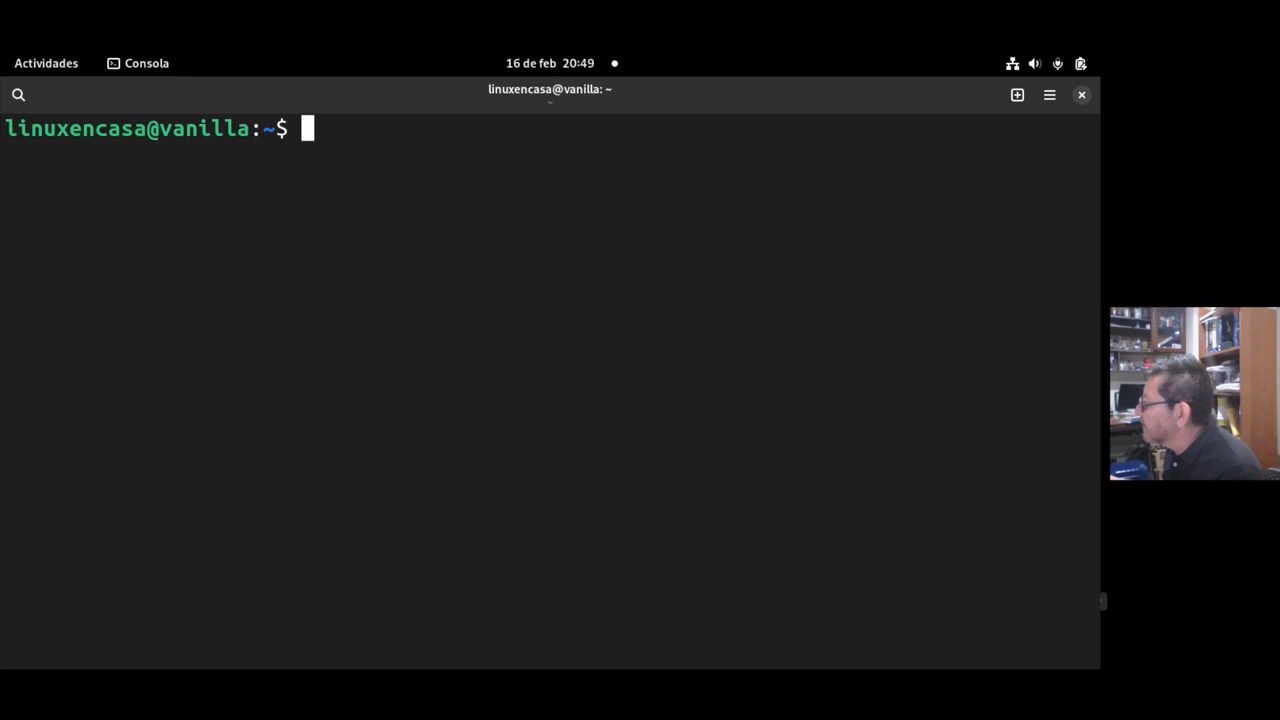 Actividades Consola 16 de feb 20:49
linuxencasa@vanilla: ~
~
linuxencasa@vanilla:~$